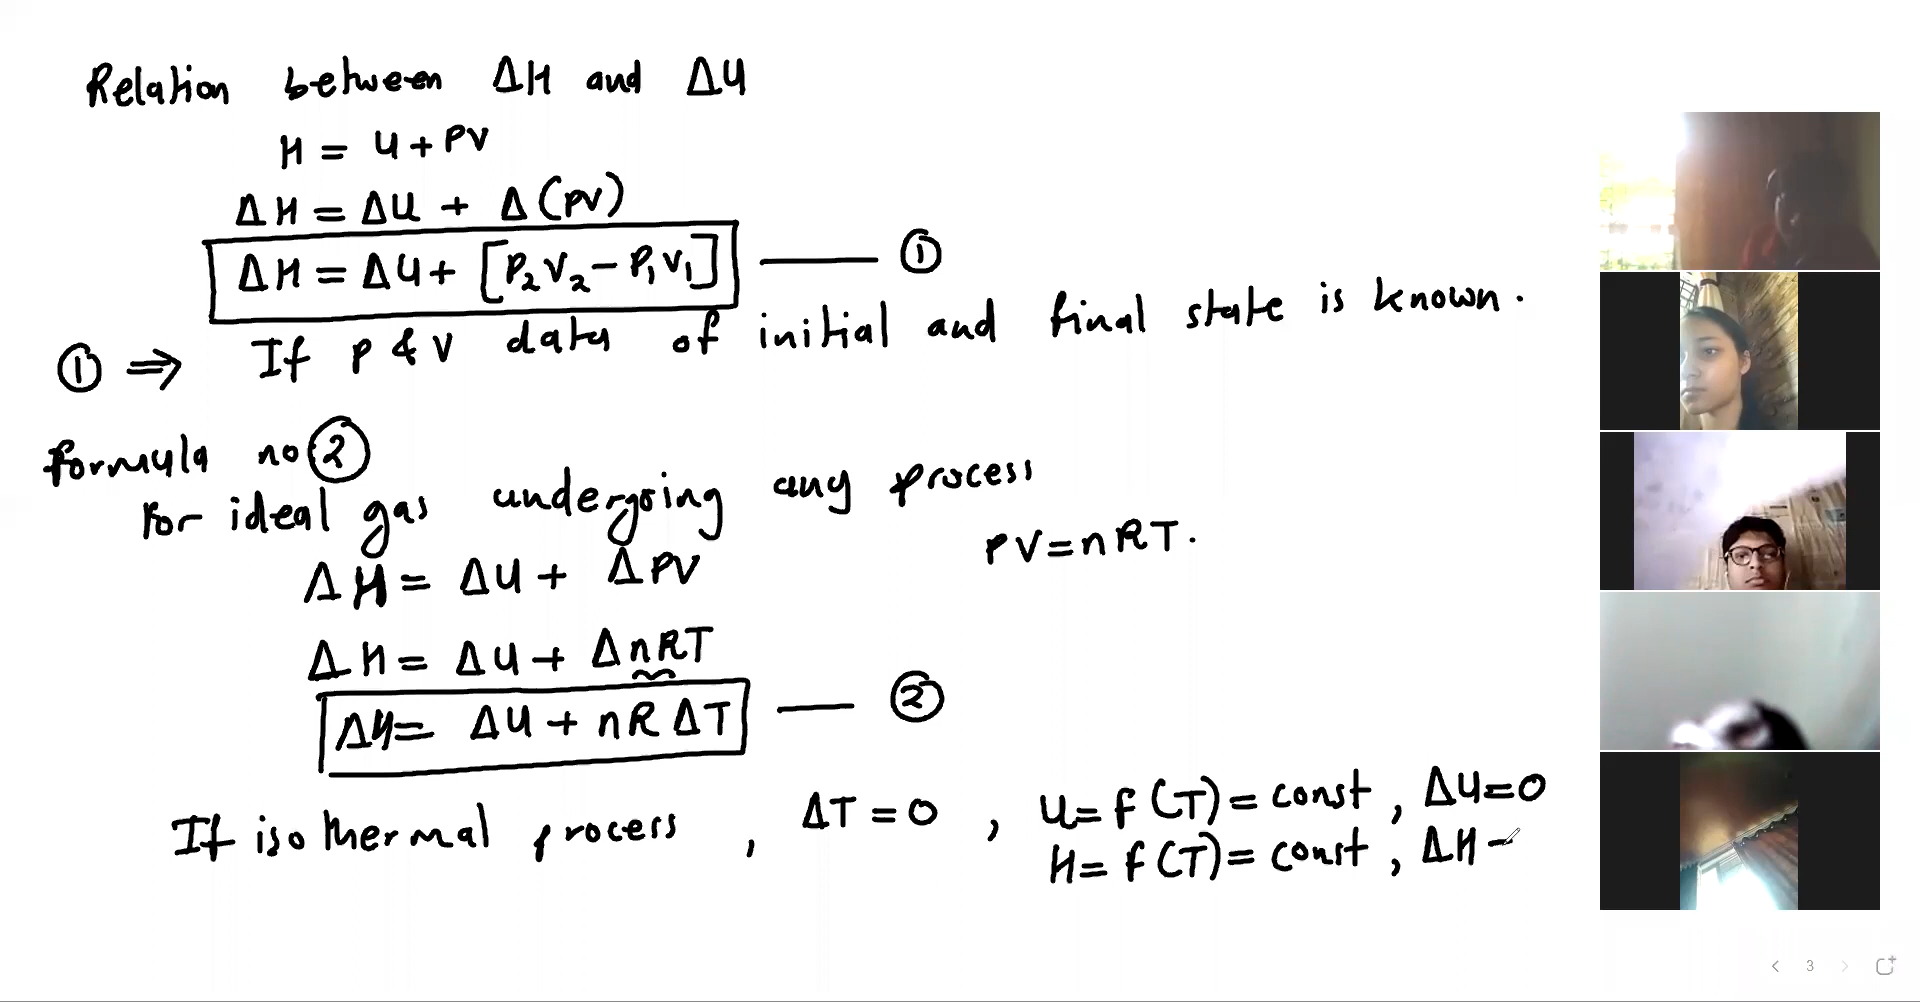 Relation between ΔH and ΔU
H = U + PV
ΔH = ΔU + Δ(PV)
ΔH = ΔU + [P₂V₂ – P₁V₁] —— ①
① ⇒ If P & V data of initial and final state is known.
formula no ②
For ideal gas undergoing any process
PV = nRT.
ΔH = ΔU + ΔPV
ΔH = ΔU + ΔnRT
ΔH = ΔU + nRΔT —— ②
If isothermal process, ΔT = 0, U = f(T) = const, ΔU = 0
H = f(T) = const, ΔH –
3